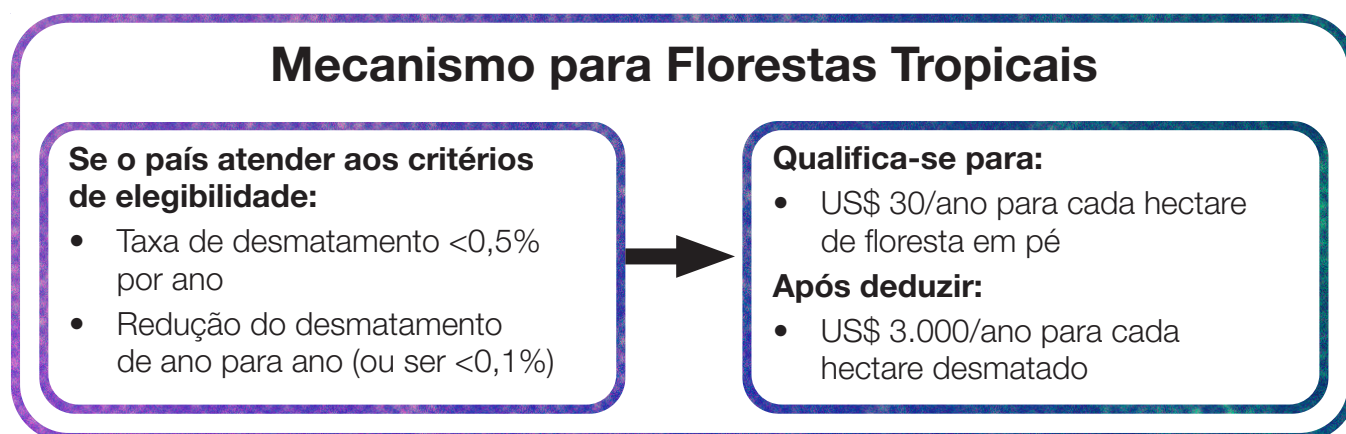 Mecanismo para Florestas Tropicais
Se o país atender aos critérios
de elegibilidade:
• Taxa de desmatamento <0,5%
por ano
• Redução do desmatamento
de ano para ano (ou ser <0,1%)
Qualifica-se para:
• US$ 30/ano para cada hectare
de floresta em pé
Após deduzir:
• US$ 3.000/ano para cada
hectare desmatado